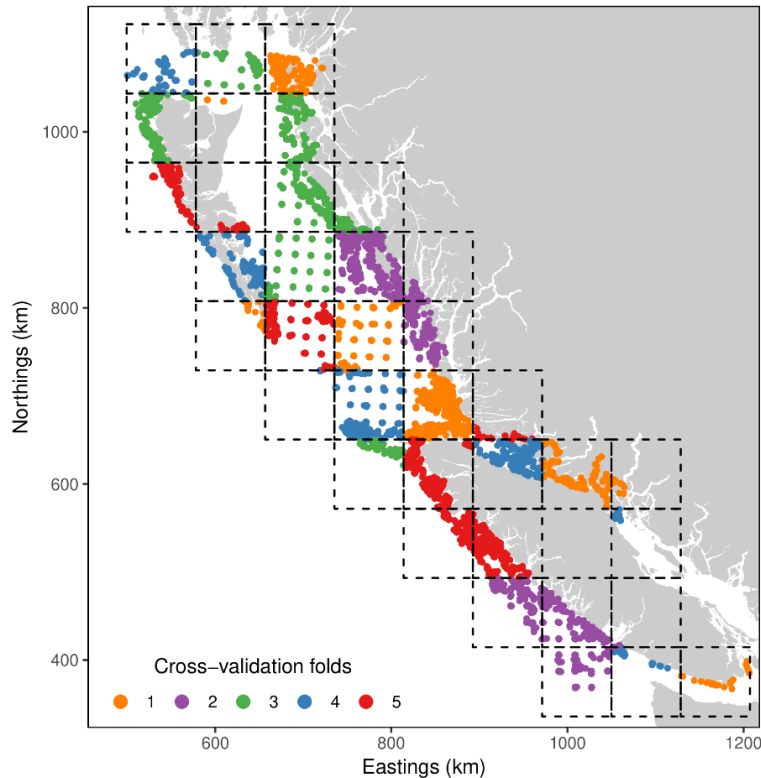 1000
800
600
400
Northings (km)
Cross−validation folds
1 2 3 4 5
600 800 1000 1200
Eastings (km)